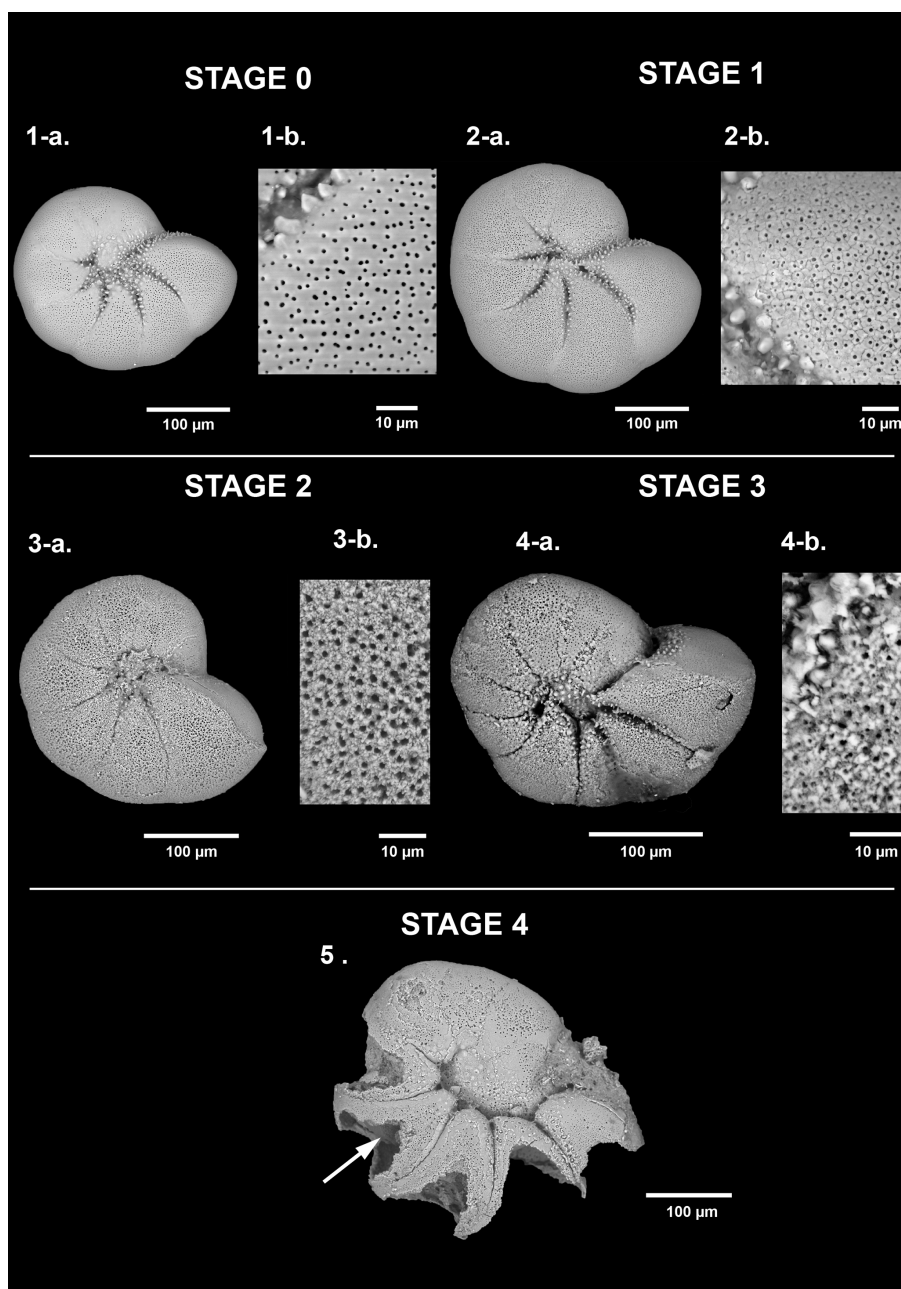 STAGE 0
STAGE 1
1-a.
1-b.
2-a.
2-b.
100 µm
10 µm
100 µm
10 µm
STAGE 2
STAGE 3
3-a.
3-b.
4-a.
4-b.
100 µm
10 µm
100 µm
10 µm
STAGE 4
5 .
100 µm